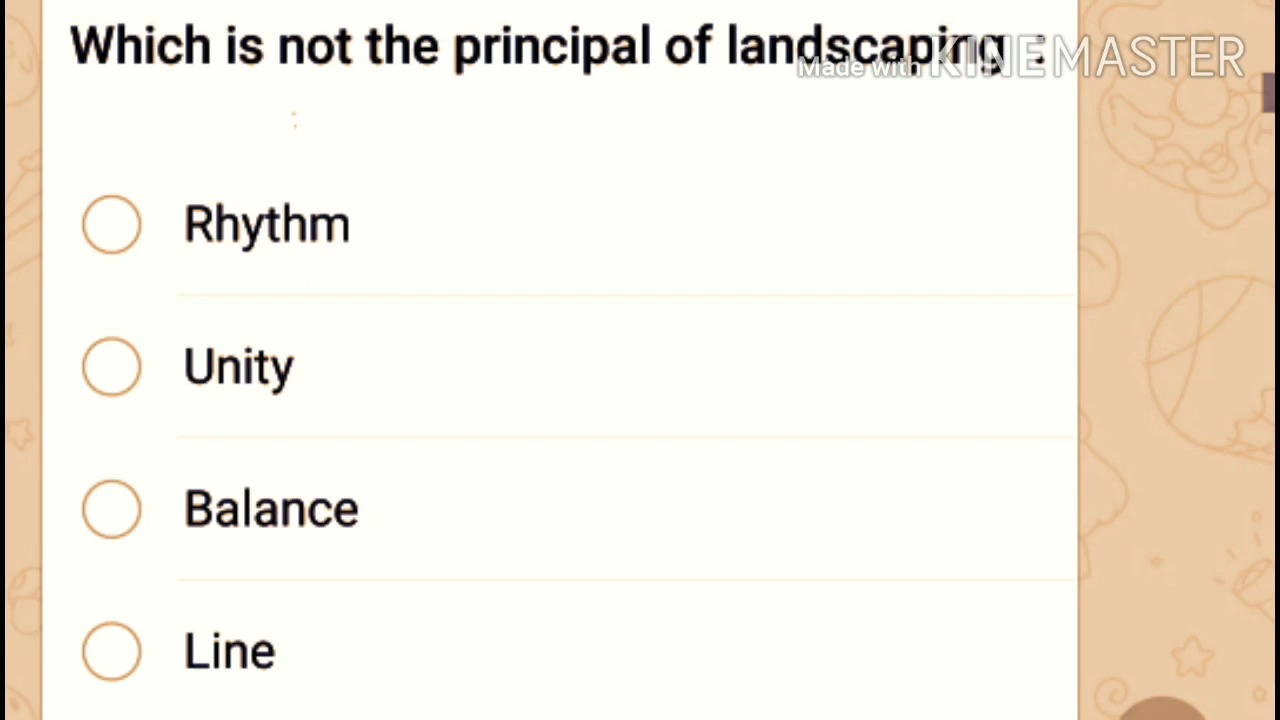 Which is not the principal of landscaping :
Made with KINEMASTER
:
Rhythm
Unity
Balance
Line